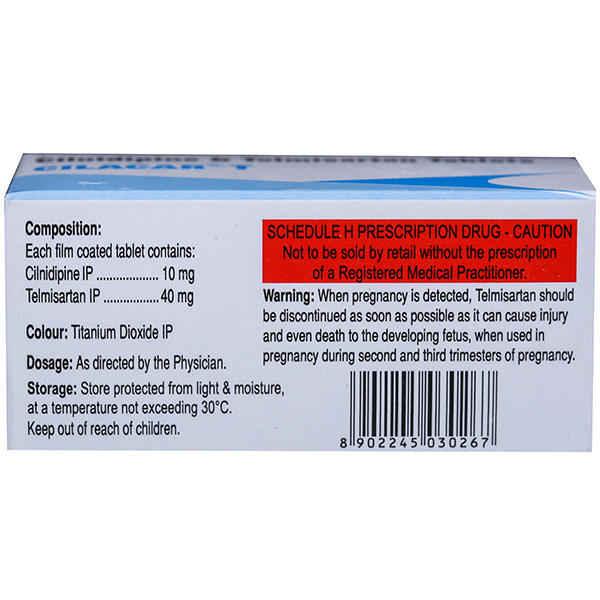 Cilnidipine & Telmisartan Tablets
CILACAR® T
Composition:
Each film coated tablet contains:
Cilnidipine IP ................... 10 mg
Telmisartan IP ................. 40 mg
Colour: Titanium Dioxide IP
Dosage: As directed by the Physician.
Storage: Store protected from light & moisture,
at a temperature not exceeding 30°C.
Keep out of reach of children.
SCHEDULE H PRESCRIPTION DRUG - CAUTION
Not to be sold by retail without the prescription
of a Registered Medical Practitioner.
Warning: When pregnancy is detected, Telmisartan should
be discontinued as soon as possible as it can cause injury
and even death to the developing fetus, when used in
pregnancy during second and third trimesters of pregnancy.
8 902245 030267